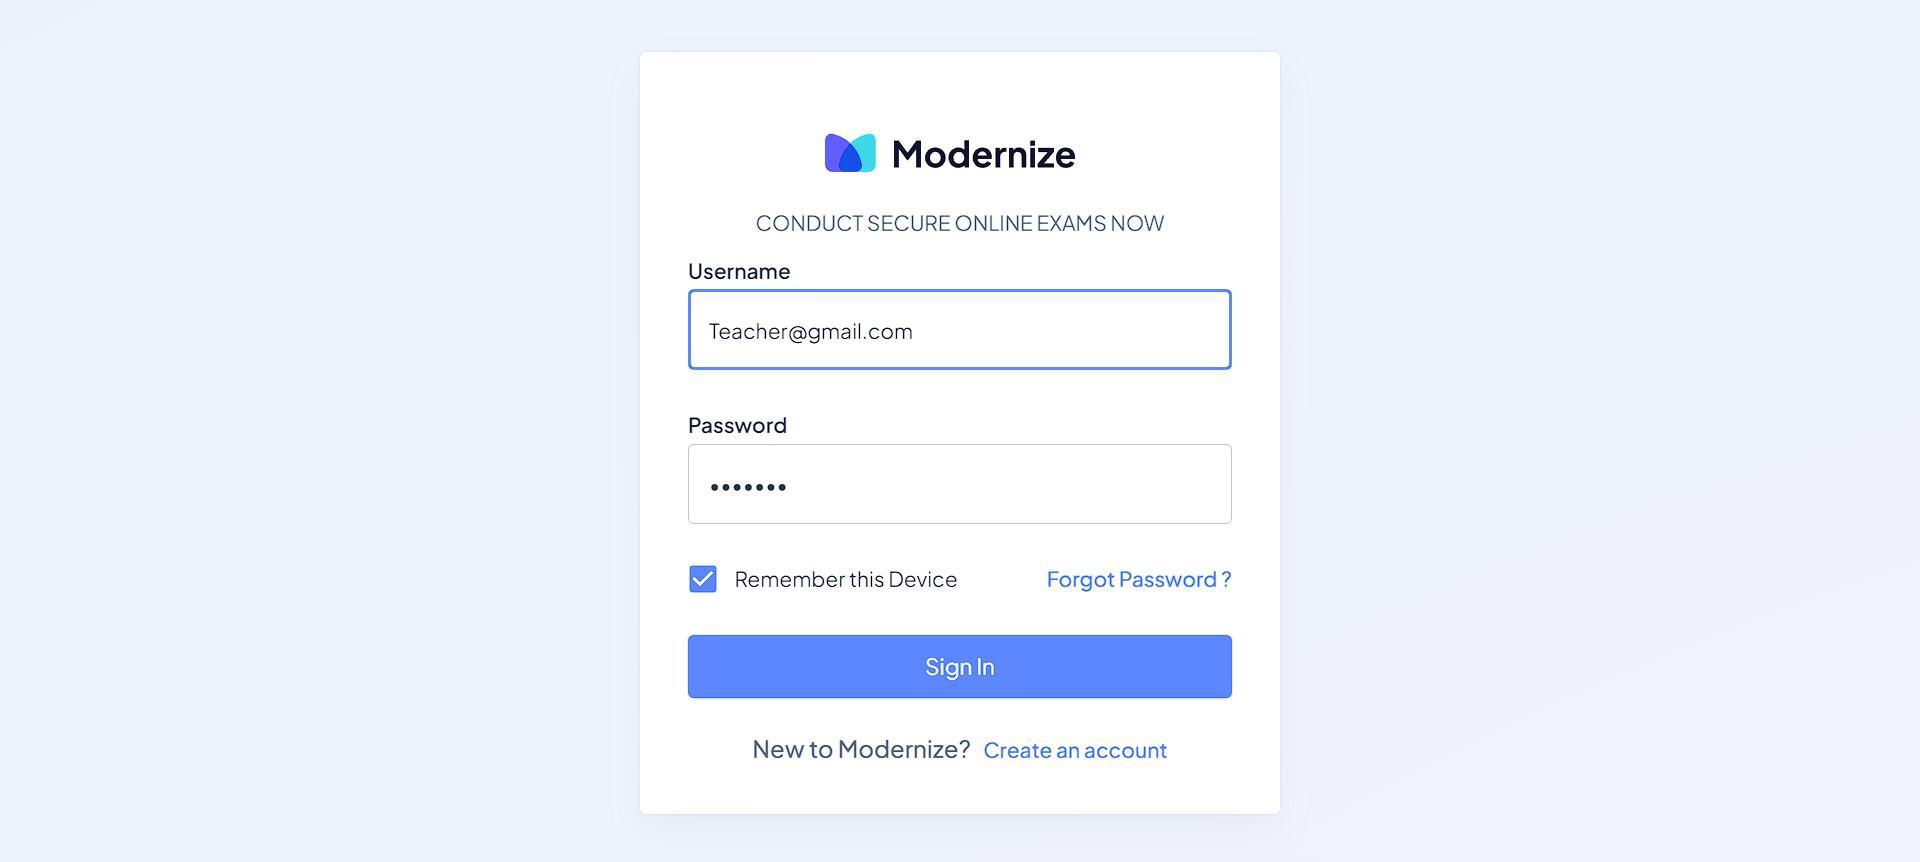 Modernize
CONDUCT SECURE ONLINE EXAMS NOW
Username
Teacher@gmail.com
Password
•••••••
Remember this Device
Forgot Password ?
Sign In
New to Modernize? Create an account